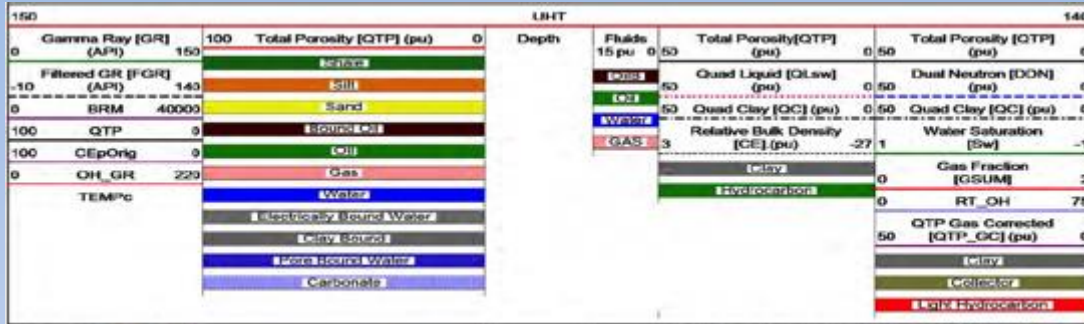 150 UHT 140
Gamma Ray [GR] (API)
0 150
Filtered GR [FGR] (API)
-10 140
0 BRM 40000
100 QTP 0
100 CEpOrig 0
0 OH_GR 220
TEMPc
100 Total Porosity [QTP] (pu) 0
Shale
Silt
Sand
Bound Oil
Oil
Gas
Water
Electrically Bound Water
Clay Bound
Pore Bound Water
Carbonate
Depth
Fluids
15 pu 0
Oil
Water
GAS
Total Porosity[QTP] (pu)
50 0
Quad Liquid [QLsw] (pu)
50 0
50 Quad Clay [QC] (pu) 0
Relative Bulk Density [CE].(pu)
3 -27
Clay
Hydrocarbon
Total Porosity [QTP] (pu)
50
Dual Neutron [DON] (pu)
50
50 Quad Clay [QC] (pu)
Water Saturation [Sw]
1
Gas Fraction [GSUM]
0
0 RT_OH
QTP Gas Corrected [QTP_GC] (pu)
50
Clay
Collector
Light Hydrocarbon